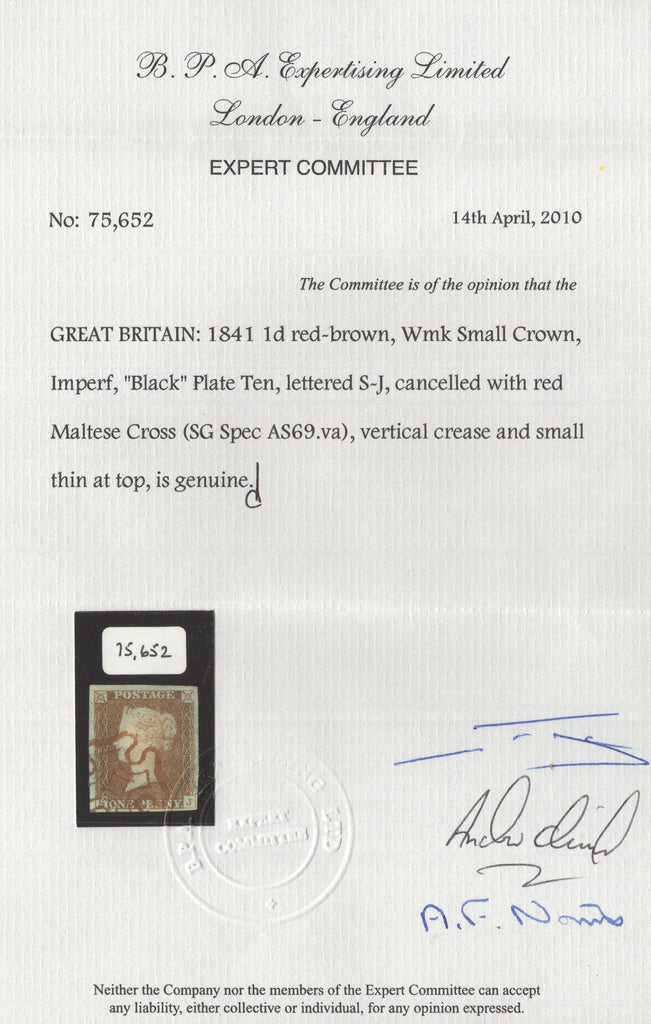 B. P. A. Expertising Limited
London - England
EXPERT COMMITTEE
No: 75,652
14th April, 2010
The Committee is of the opinion that the
GREAT BRITAIN: 1841 1d red-brown, Wmk Small Crown,
Imperf, "Black" Plate Ten, lettered S-J, cancelled with red
Maltese Cross (SG Spec AS69.va), vertical crease and small
thin at top, is genuine.
75,652
POSTAGE
S ONE PENNY J
EXPERT
COMMITTEE
LTD
A. F. Norris
Neither the Company nor the members of the Expert Committee can accept
any liability, either collective or individual, for any opinion expressed.